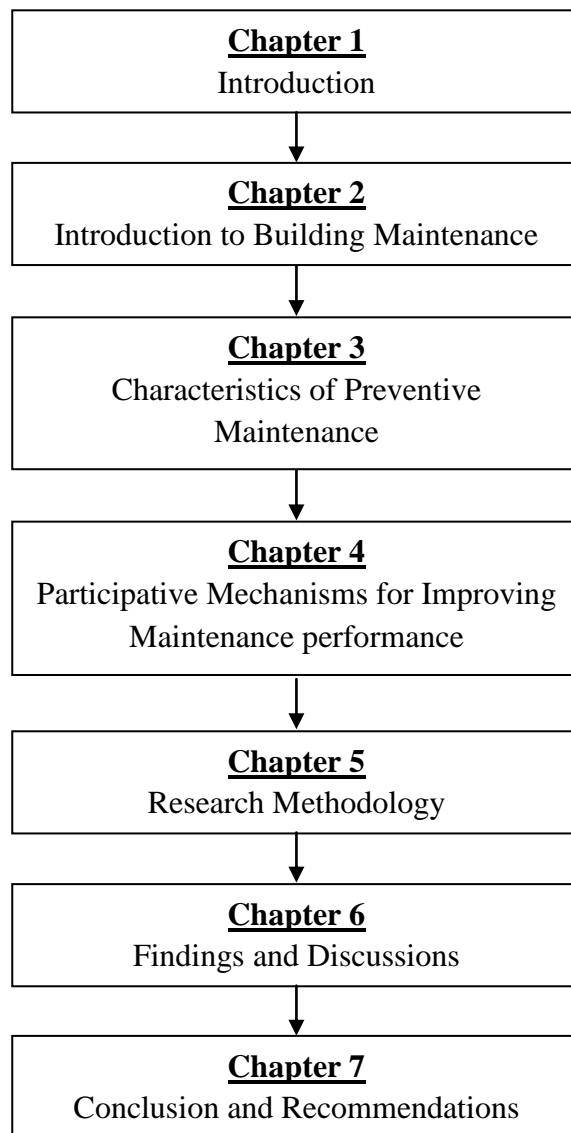 Chapter 1
Introduction
Chapter 2
Introduction to Building Maintenance
Chapter 3
Characteristics of Preventive
Maintenance
Chapter 4
Participative Mechanisms for Improving
Maintenance performance
Chapter 5
Research Methodology
Chapter 6
Findings and Discussions
Chapter 7
Conclusion and Recommendations